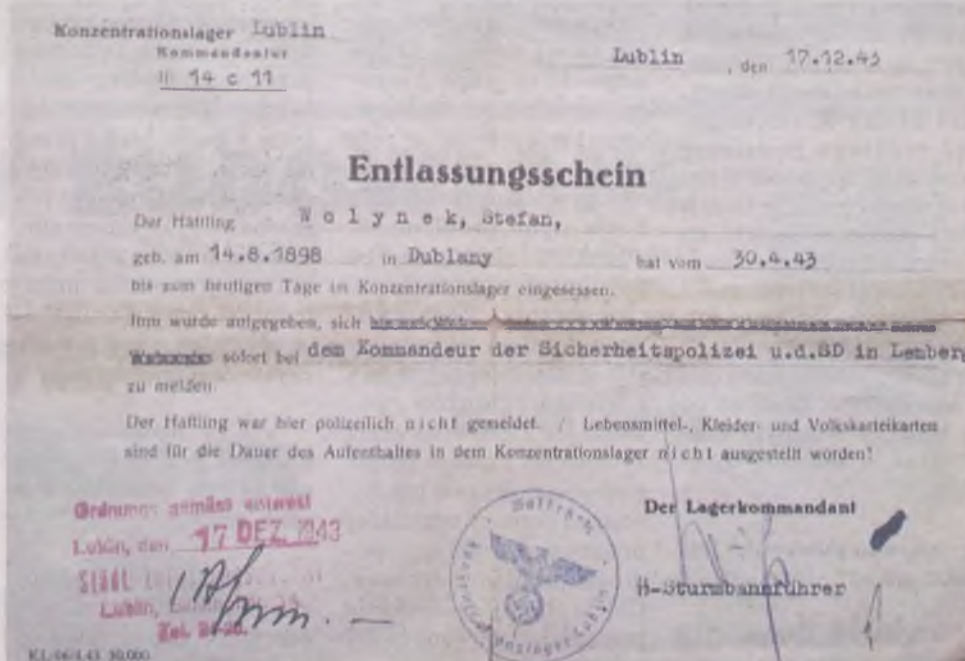 Konzentrationslager Lublin
Kommandantur
14 c 11
Lublin, den 17.12.43
Entlassungsschein
Der Häftling Wolynek, Stefan,
geb. am 14.8.1898 in Dublany hat vom 30.4.43
bis zum heutigen Tage im Konzentrationslager eingesessen.
Ihm wurde aufgegeben, sich
sofort bei dem Kommandeur der Sicherheitspolizei u.d.SD in Lemberg
zu melden
Der Häftling war hier polizeilich nicht gemeldet. / Lebensmittel-, Kleider- und Volkskarteikarten
sind für die Dauer des Aufenthaltes in dem Konzentrationslager nicht ausgestellt worden!
Lublin, den 17 DEZ. 1943
Lublin,
Tel.
Waffen-
Lublin
Der Lagerkommandant
Sturmbannführer